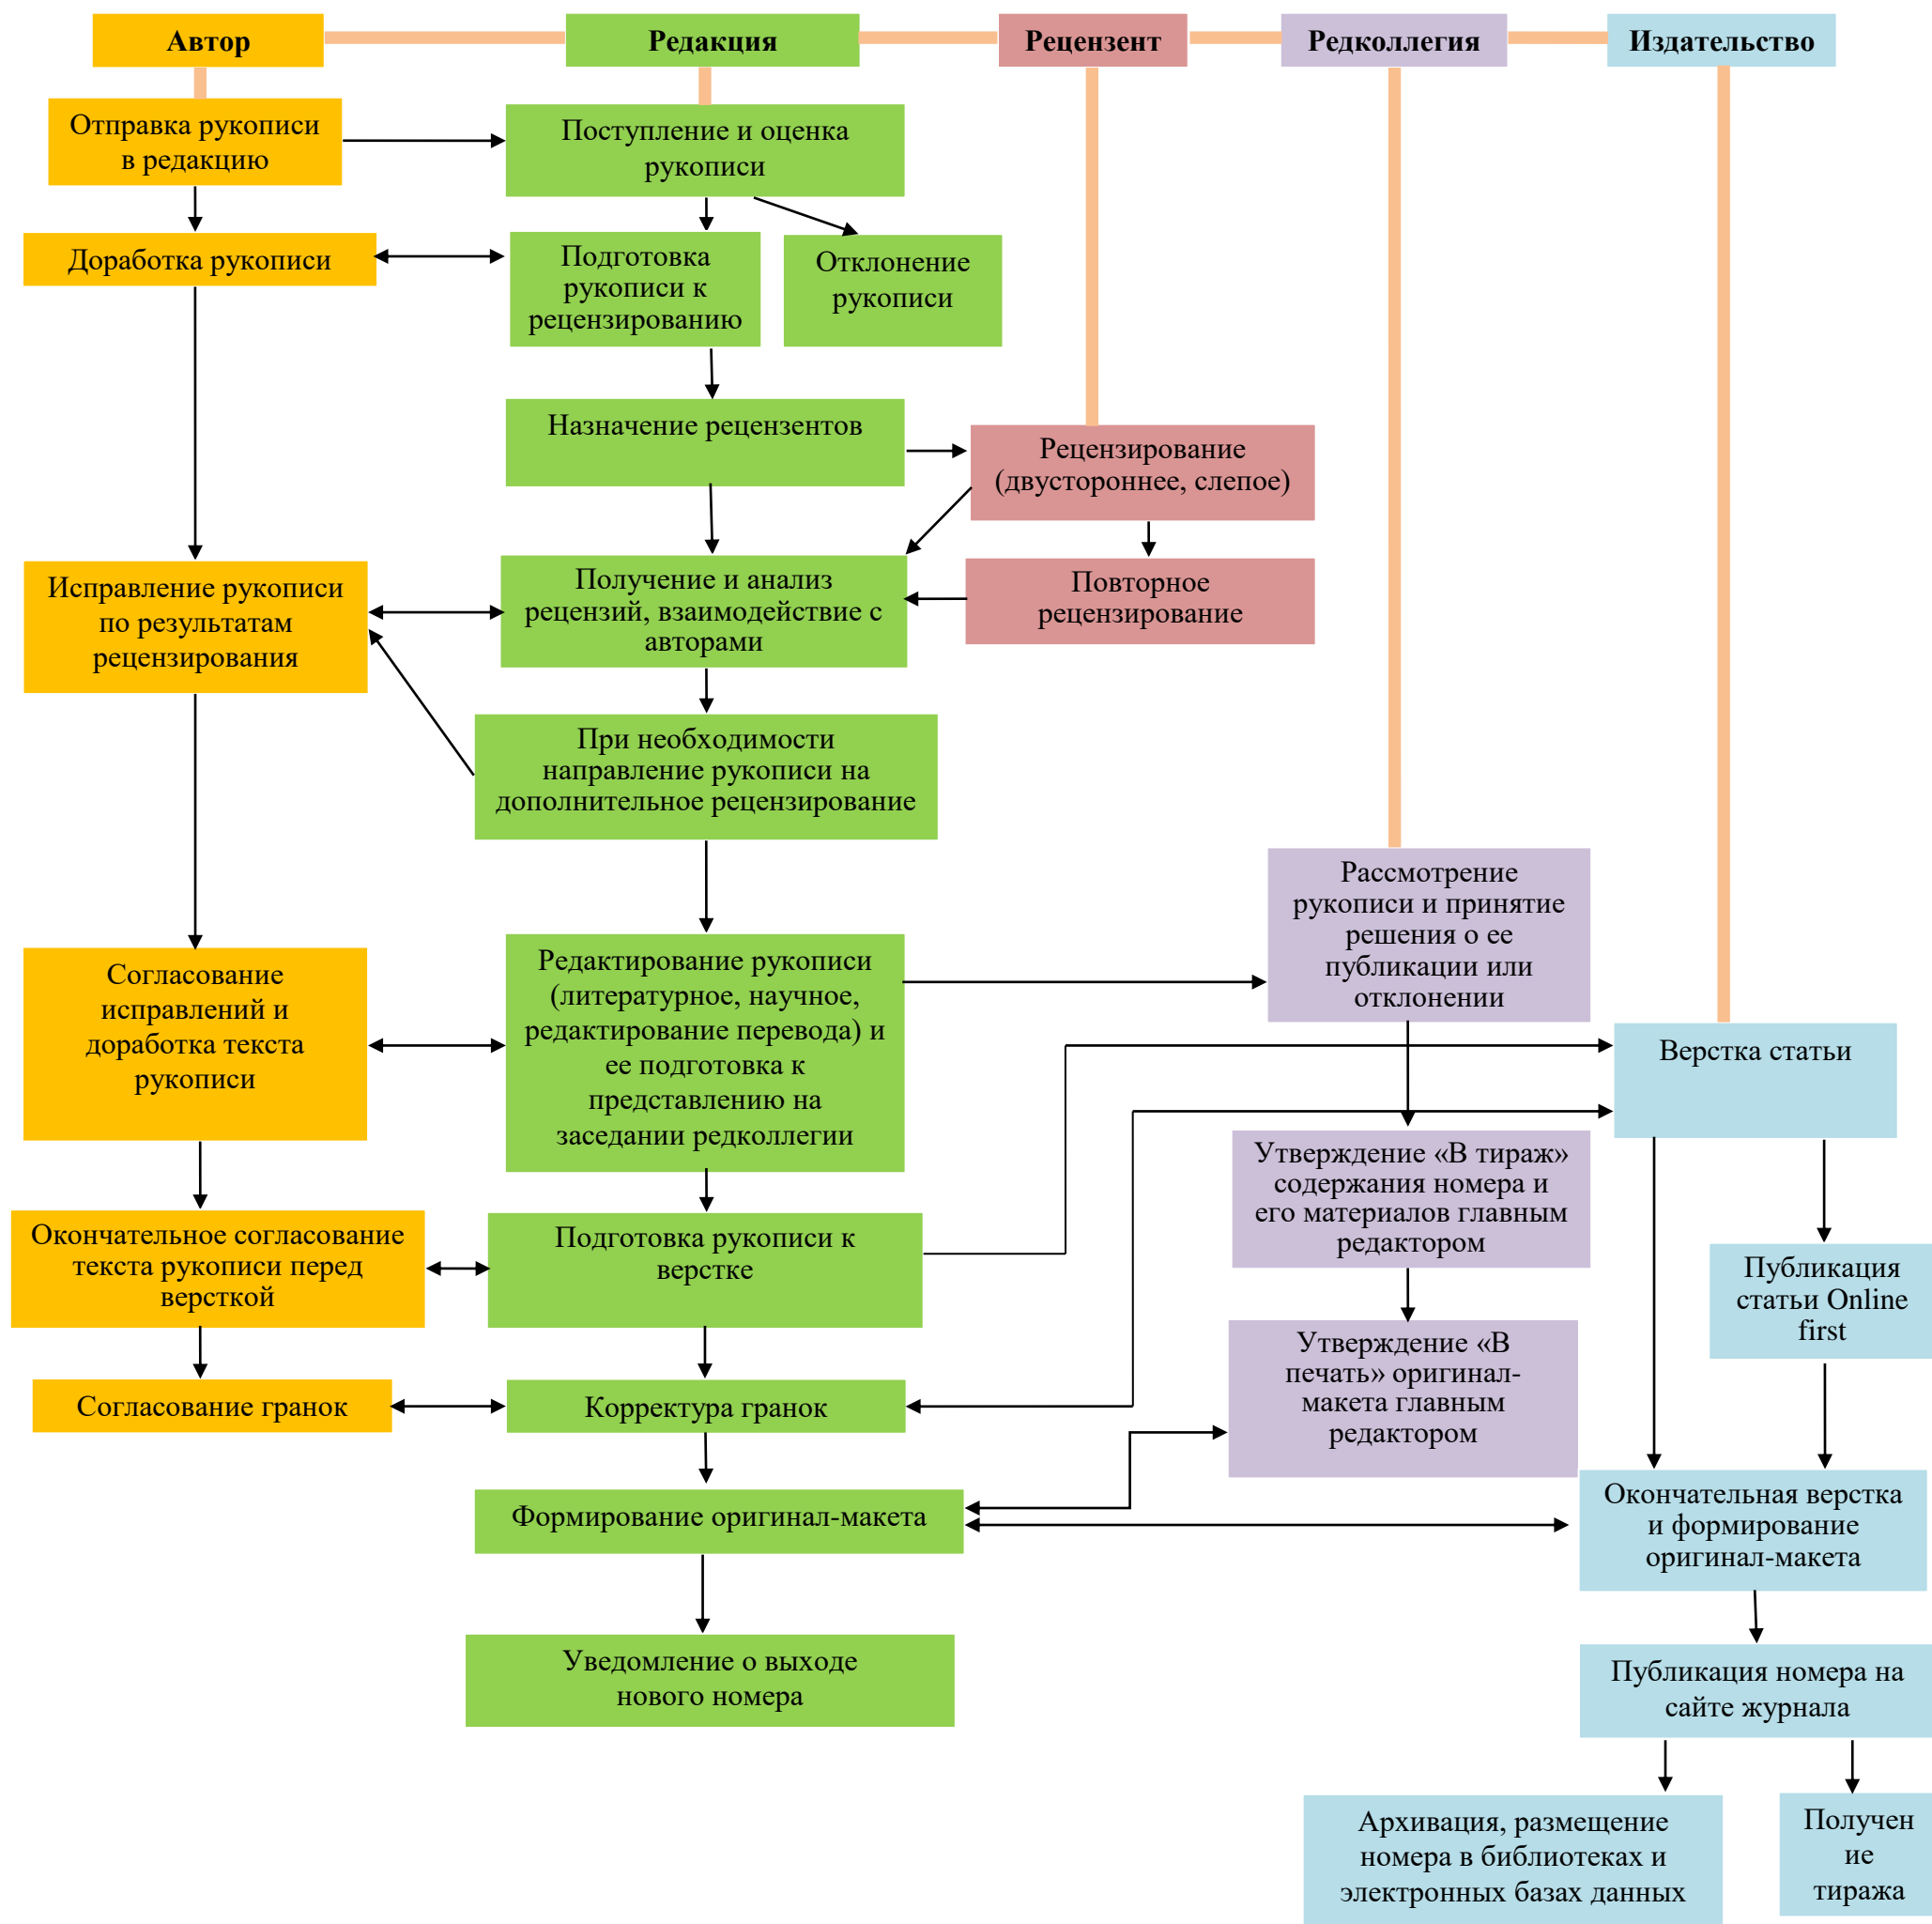 Автор
Редакция
Рецензент
Редколлегия
Издательство
Отправка рукописи
в редакцию
Поступление и оценка
рукописи
Доработка рукописи
Подготовка
рукописи к
рецензированию
Отклонение
рукописи
Назначение рецензентов
Рецензирование
(двустороннее, слепое)
Исправление рукописи
по результатам
рецензирования
Получение и анализ
рецензий, взаимодействие с
авторами
Повторное
рецензирование
При необходимости
направление рукописи на
дополнительное рецензирование
Рассмотрение
рукописи и принятие
решения о ее
публикации или
отклонении
Согласование
исправлений и
доработка текста
рукописи
Редактирование рукописи
(литературное, научное,
редактирование перевода) и
ее подготовка к
представлению на
заседании редколлегии
Верстка статьи
Утверждение «В тираж»
содержания номера и
его материалов главным
редактором
Окончательное согласование
текста рукописи перед
версткой
Подготовка рукописи к
верстке
Публикация
статьи Online
first
Утверждение «В
печать» оригинал-
макета главным
редактором
Согласование гранок
Корректура гранок
Формирование оригинал-макета
Окончательная верстка
и формирование
оригинал-макета
Уведомление о выходе
нового номера
Публикация номера на
сайте журнала
Архивация, размещение
номера в библиотеках и
электронных базах данных
Получен
ие
тиража